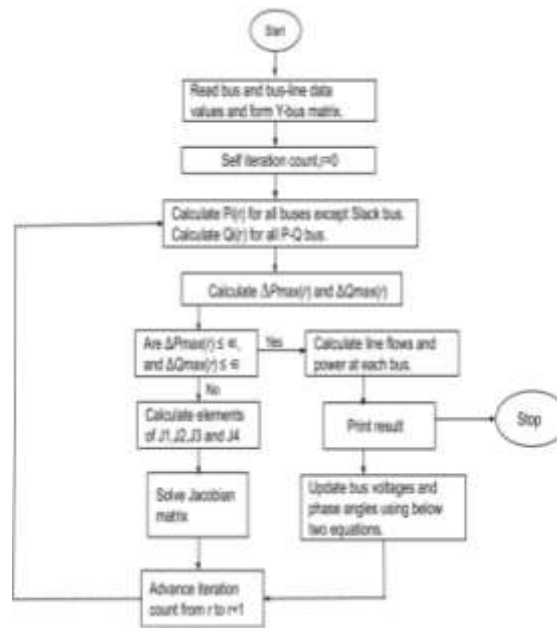 Start
Read bus and bus-line data
values and form Y-bus matrix.
Self iteration count,r=0
Calculate Pi(r) for all buses except Slack bus.
Calculate Qi(r) for all P-Q bus.
Calculate ΔPmax(r) and ΔQmax(r)
Are ΔPmax(r) ≤ ∈,
and ΔQmax(r) ≤ ∈
Yes
Calculate line flows and
power at each bus.
No
Calculate elements
of J1,J2,J3 and J4
Print result
Stop
Solve Jacobian
matrix
Update bus voltages and
phase angles using below
two equations.
Advance iteration
count from r to r+1